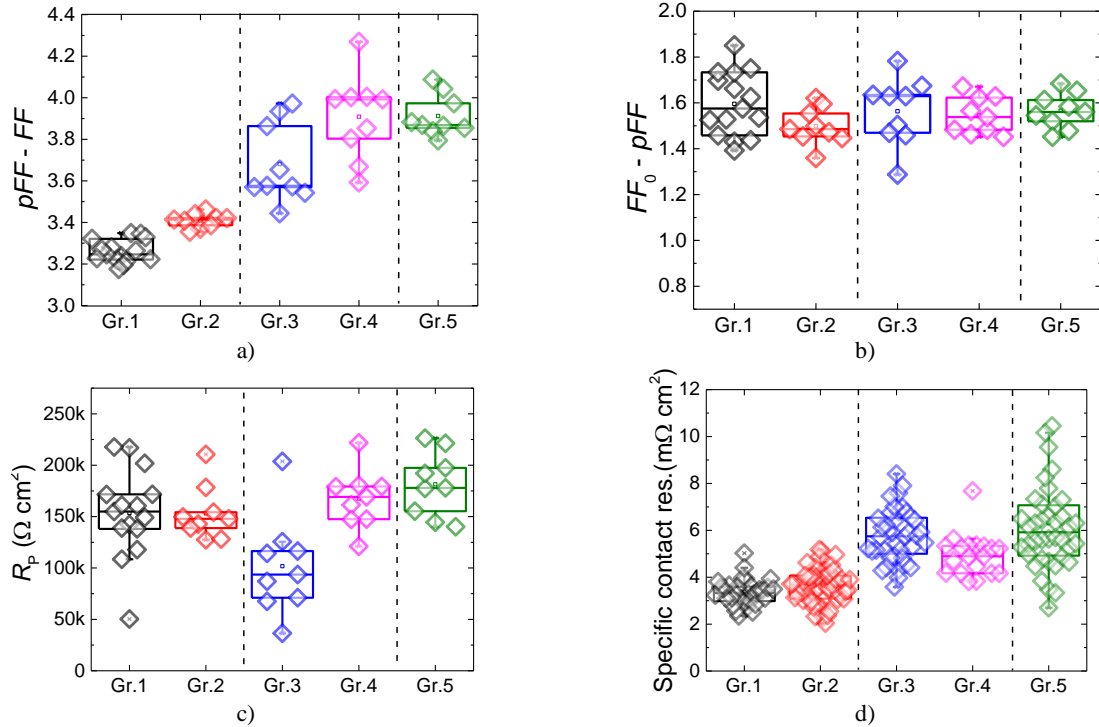 4.4
4.2
4.0
3.8
3.6
3.4
3.2
3.0
pFF - FF
Gr.1 Gr.2 Gr.3 Gr.4 Gr.5
a)
2.0
1.8
1.6
1.4
1.2
1.0
0.8
FF₀ - pFF
Gr.1 Gr.2 Gr.3 Gr.4 Gr.5
b)
250k
200k
150k
100k
50k
0
R_P (Ω cm²)
Gr.1 Gr.2 Gr.3 Gr.4 Gr.5
c)
12
10
8
6
4
2
0
Specific contact res.(mΩ cm²)
Gr.1 Gr.2 Gr.3 Gr.4 Gr.5
d)